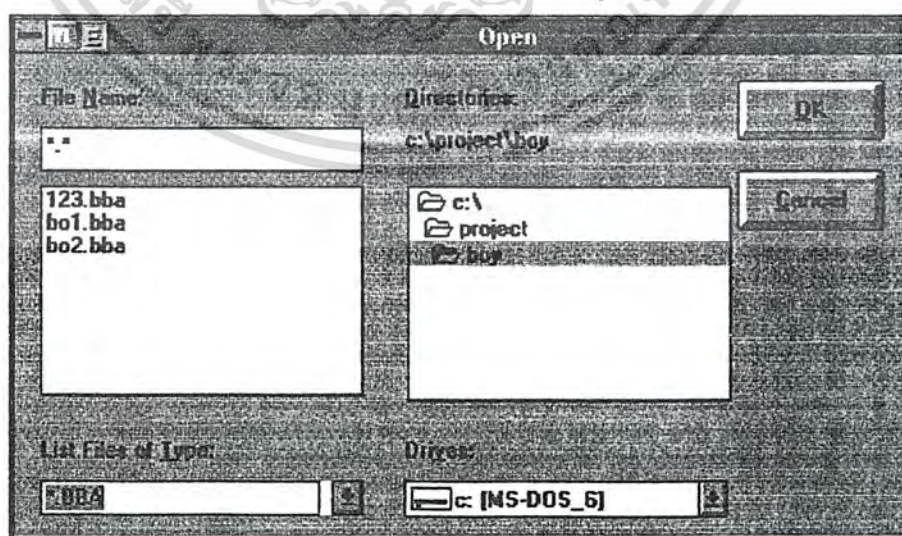 Open
File Name:
*.*
123.bba
bo1.bba
bo2.bba
List Files of Type:
*.BBA
Directories:
c:\project\boy
c:\
project
boy
Drives:
c: [MS-DOS_6]
OK
Cancel